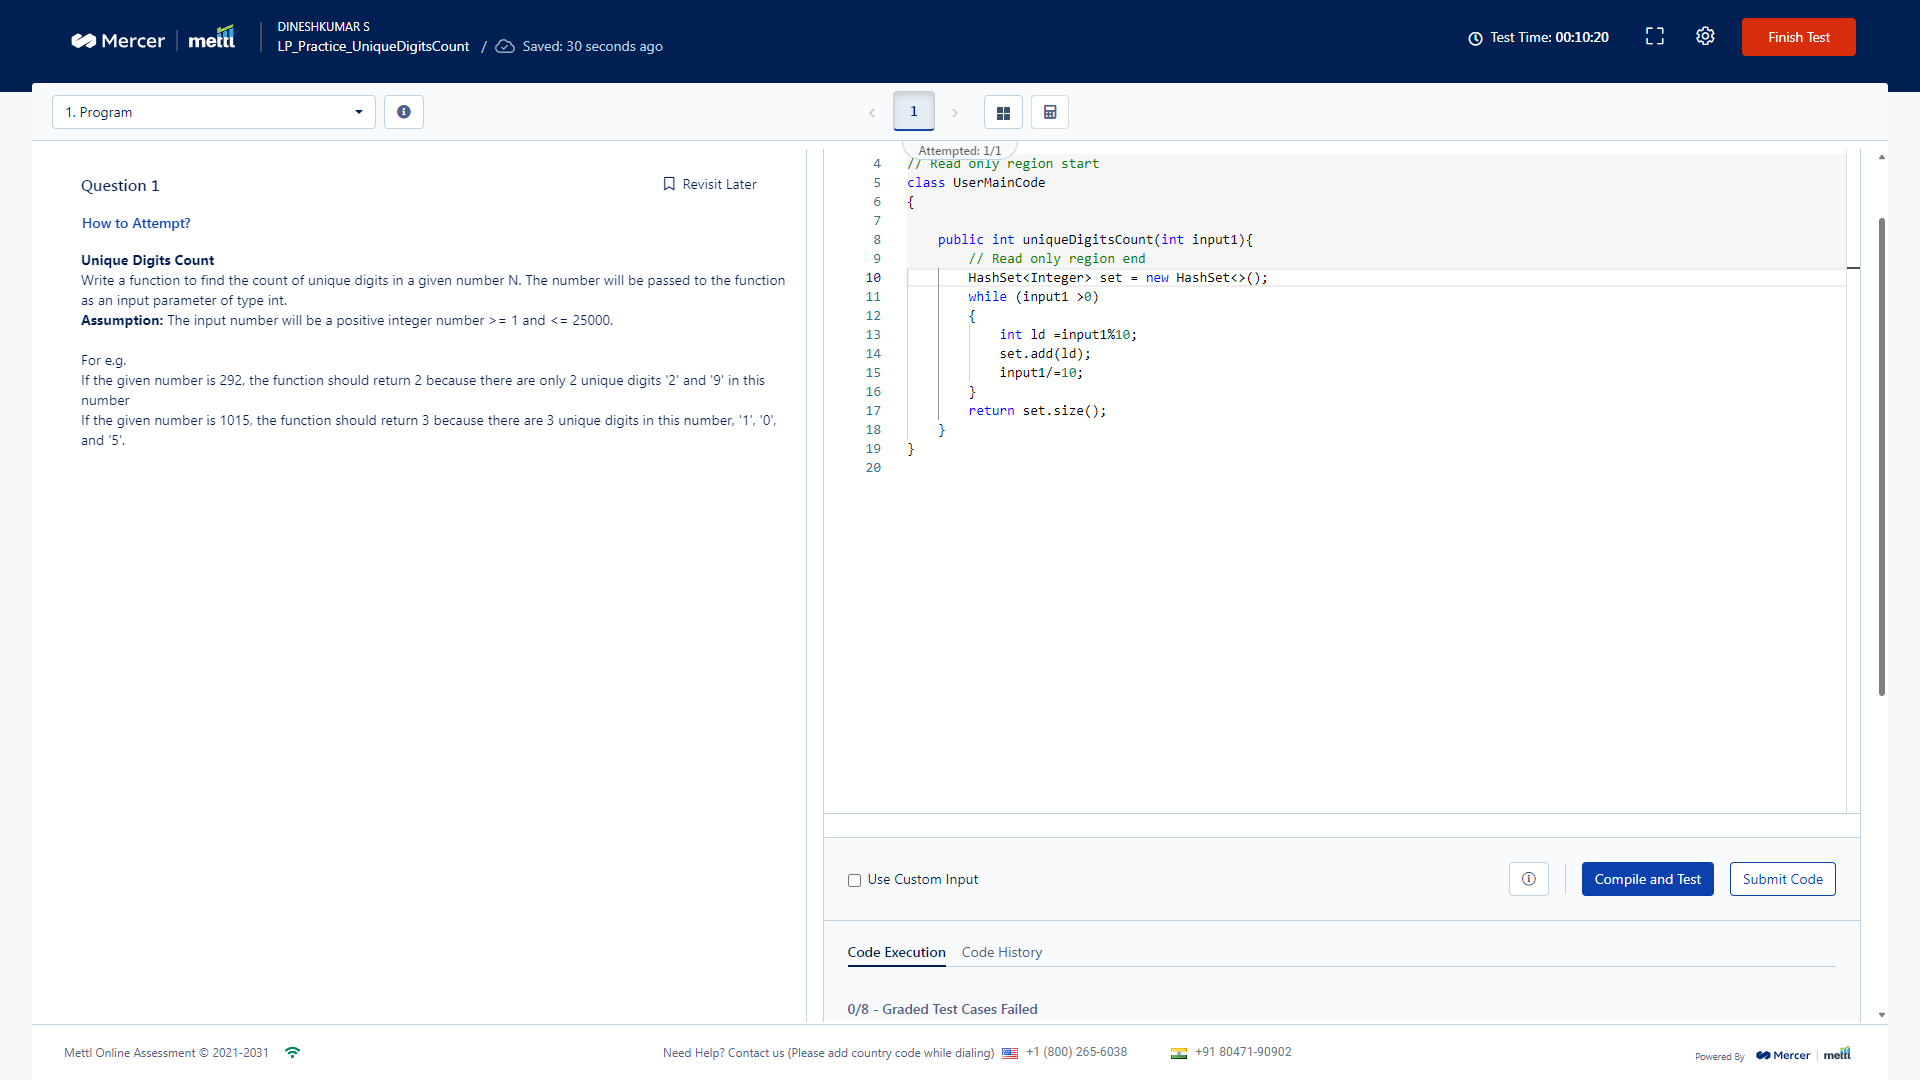 Mercer | mettl
DINESHKUMAR S
LP_Practice_UniqueDigitsCount / Saved: 30 seconds ago
Test Time: 00:10:20
Finish Test
1. Program
1
Attempted: 1/1
Question 1
Revisit Later
How to Attempt?
Unique Digits Count
Write a function to find the count of unique digits in a given number N. The number will be passed to the function
as an input parameter of type int.
Assumption: The input number will be a positive integer number >= 1 and <= 25000.
For e.g.
If the given number is 292, the function should return 2 because there are only 2 unique digits '2' and '9' in this
number
If the given number is 1015, the function should return 3 because there are 3 unique digits in this number, '1', '0',
and '5'.
4 // Read only region start
5 class UserMainCode
6 {
7
8 public int uniqueDigitsCount(int input1){
9 // Read only region end
10 HashSet<Integer> set = new HashSet<>();
11 while (input1 >0)
12 {
13 int ld =input1%10;
14 set.add(ld);
15 input1/=10;
16 }
17 return set.size();
18 }
19 }
20
Use Custom Input
Compile and Test
Submit Code
Code Execution
Code History
0/8 - Graded Test Cases Failed
Mettl Online Assessment © 2021-2031
Need Help? Contact us (Please add country code while dialing) +1 (800) 265-6038 +91 80471-90902
Powered By Mercer | mettl